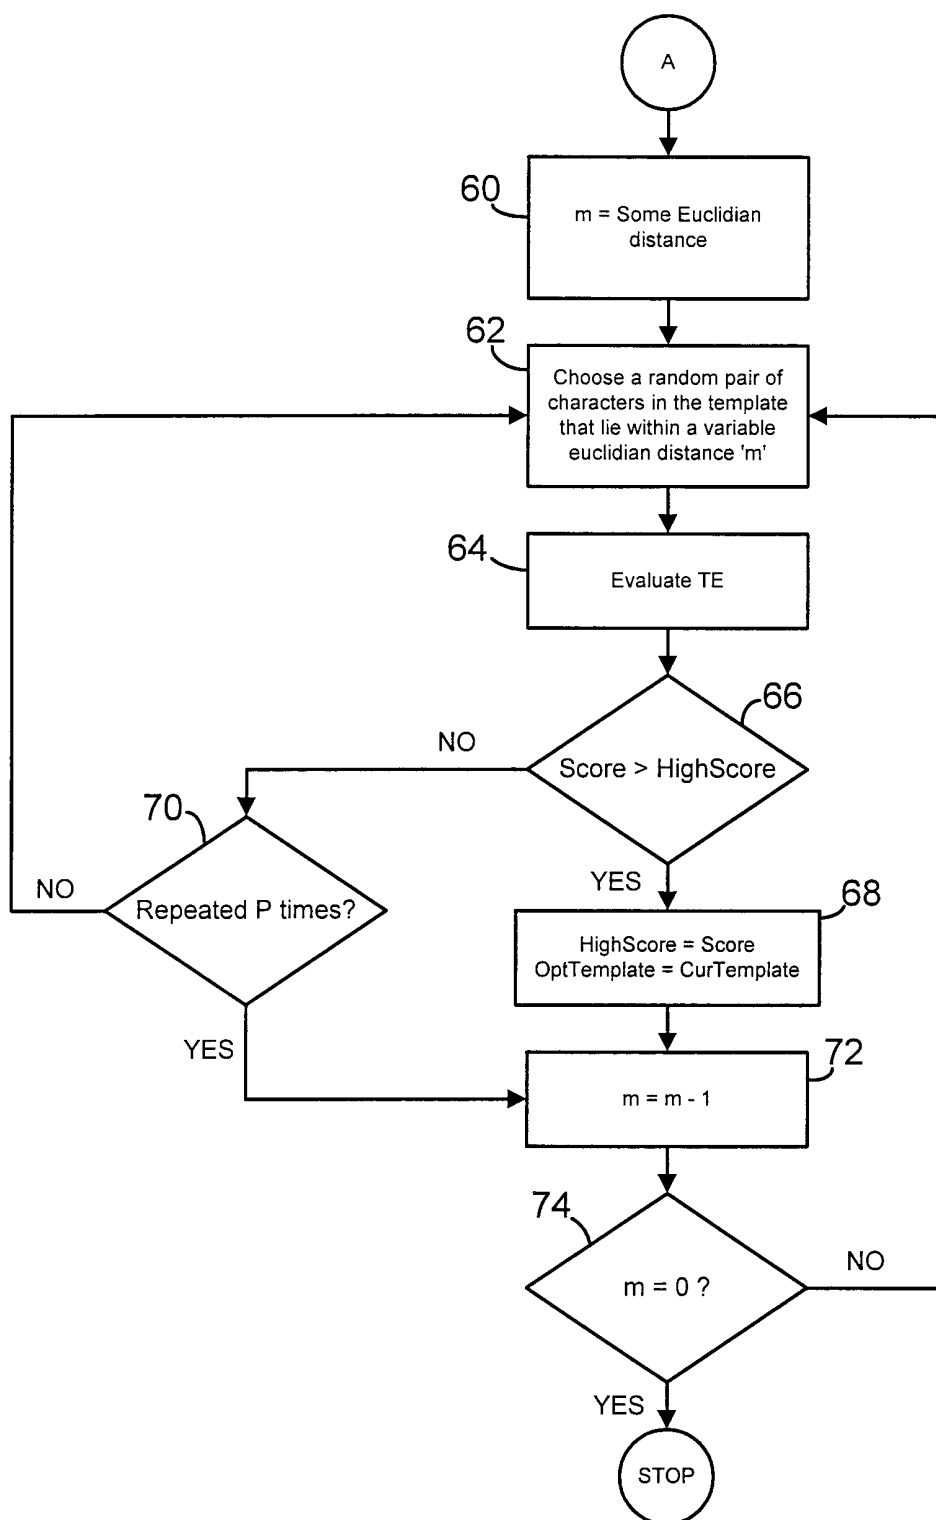 A
60
m = Some Euclidian
distance
62
Choose a random pair of
characters in the template
that lie within a variable
euclidian distance 'm'
64
Evaluate TE
66
NO
Score > HighScore
70
NO
Repeated P times?
YES
68
HighScore = Score
OptTemplate = CurTemplate
YES
72
m = m - 1
74
NO
m = 0 ?
YES
STOP